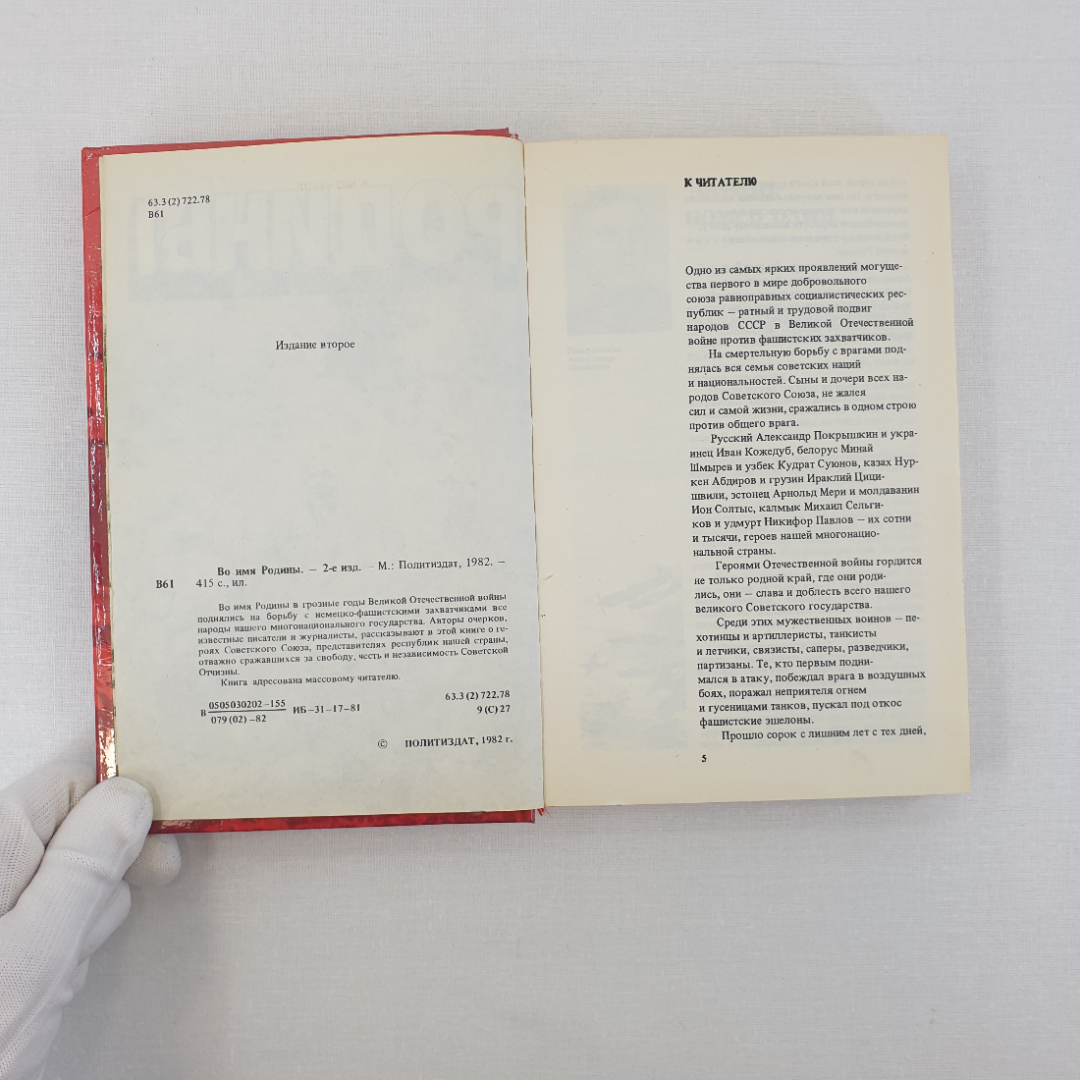 63.3(2)722.78
В61
Издание второе
Во имя Родины. — 2-е изд. — М.: Политиздат, 1982. —
В61 415 с., ил.
Во имя Родины в грозные годы Великой Отечественной войны
поднялись на борьбу с немецко-фашистскими захватчиками все
народы нашего многонационального государства. Авторы очерков,
известные писатели и журналисты, рассказывают в этой книге о ге-
роях Советского Союза, представителях республик нашей страны,
отважно сражавшихся за свободу, честь и независимость Советской
Отчизны.
Книга адресована массовому читателю.
0505030202-155
В ИБ-31-17-81
079(02)-82
63.3(2)722.78
9(С)27
© ПОЛИТИЗДАТ, 1982 г.
К ЧИТАТЕЛЮ
Одно из самых ярких проявлений могуще-
ства первого в мире добровольного
союза равноправных социалистических рес-
публик — ратный и трудовой подвиг
народов СССР в Великой Отечественной
войне против фашистских захватчиков.
На смертельную борьбу с врагами под-
нялась вся семья советских наций
и национальностей. Сыны и дочери всех на-
родов Советского Союза, не жалея
сил и самой жизни, сражались в одном строю
против общего врага.
Русский Александр Покрышкин и укра-
инец Иван Кожедуб, белорус Минай
Шмырев и узбек Кудрат Суюнов, казах Нур-
кен Абдиров и грузин Ираклий Цици-
швили, эстонец Арнольд Мери и молдаванин
Ион Солтыс, калмык Михаил Сельги-
ков и удмурт Никифор Павлов — их сотни
и тысячи, героев нашей многонацио-
нальной страны.
Героями Отечественной войны гордится
не только родной край, где они роди-
лись, они — слава и доблесть всего нашего
великого Советского государства.
Среди этих мужественных воинов — пе-
хотинцы и артиллеристы, танкисты
и летчики, связисты, саперы, разведчики,
партизаны. Те, кто первым подни-
мался в атаку, побеждал врага в воздушных
боях, поражал неприятеля огнем
и гусеницами танков, пускал под откос
фашистские эшелоны.
Прошло сорок с лишним лет с тех дней,
5